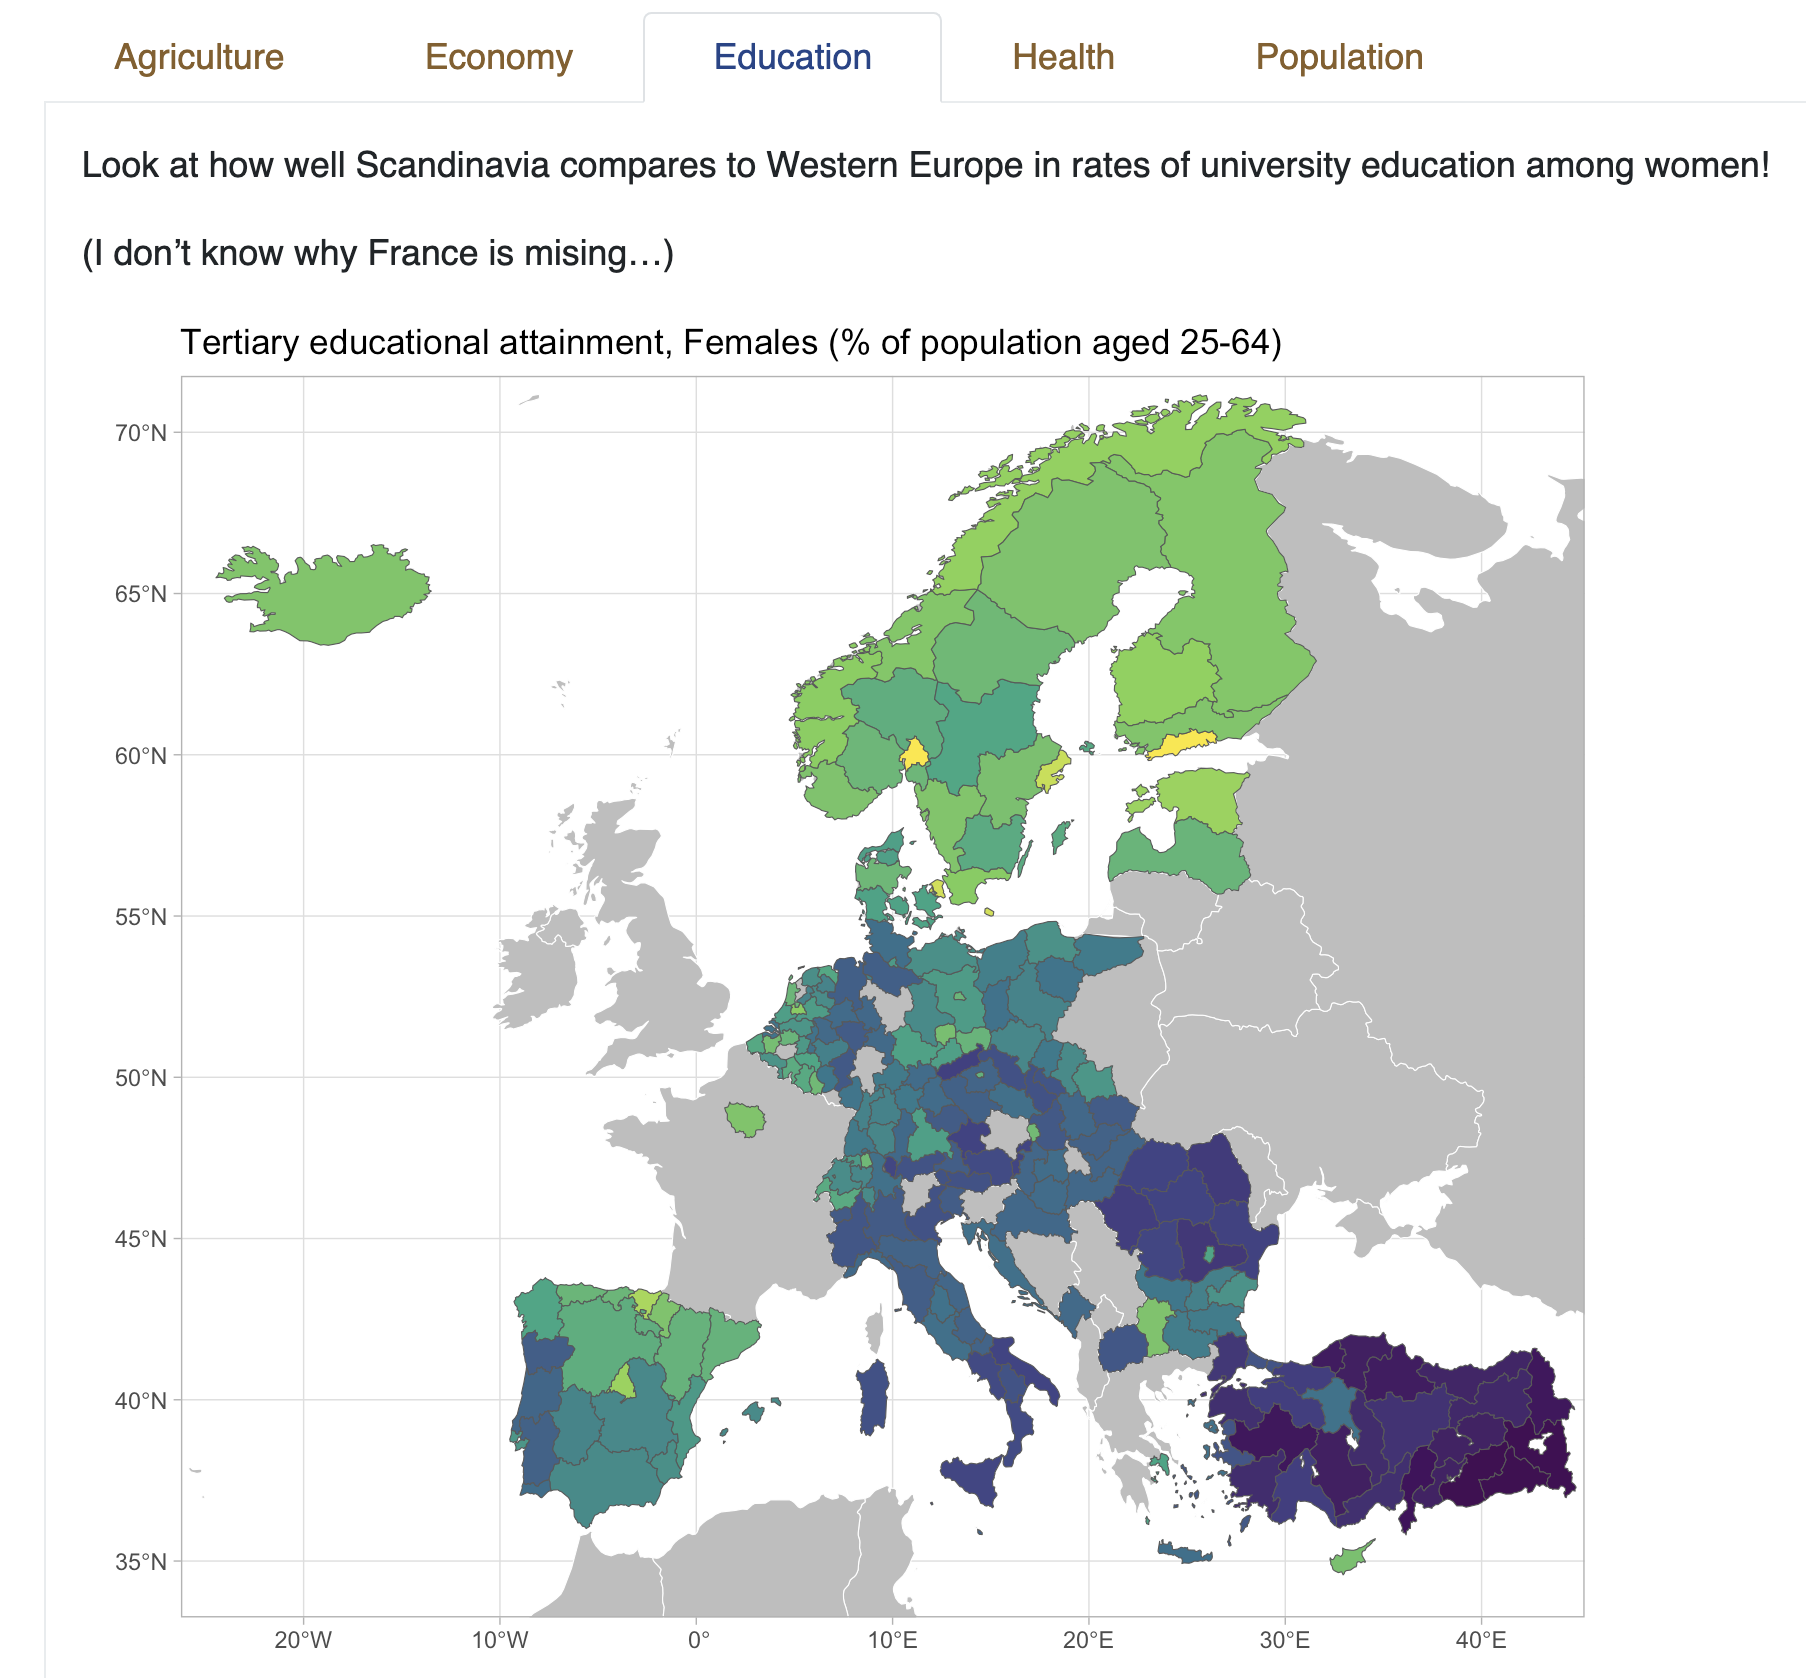 Agriculture Economy Education Health Population
Look at how well Scandinavia compares to Western Europe in rates of university education among women!
(I don’t know why France is mising…)
Tertiary educational attainment, Females (% of population aged 25-64)
70°N
65°N
60°N
55°N
50°N
45°N
40°N
35°N
20°W 10°W 0° 10°E 20°E 30°E 40°E